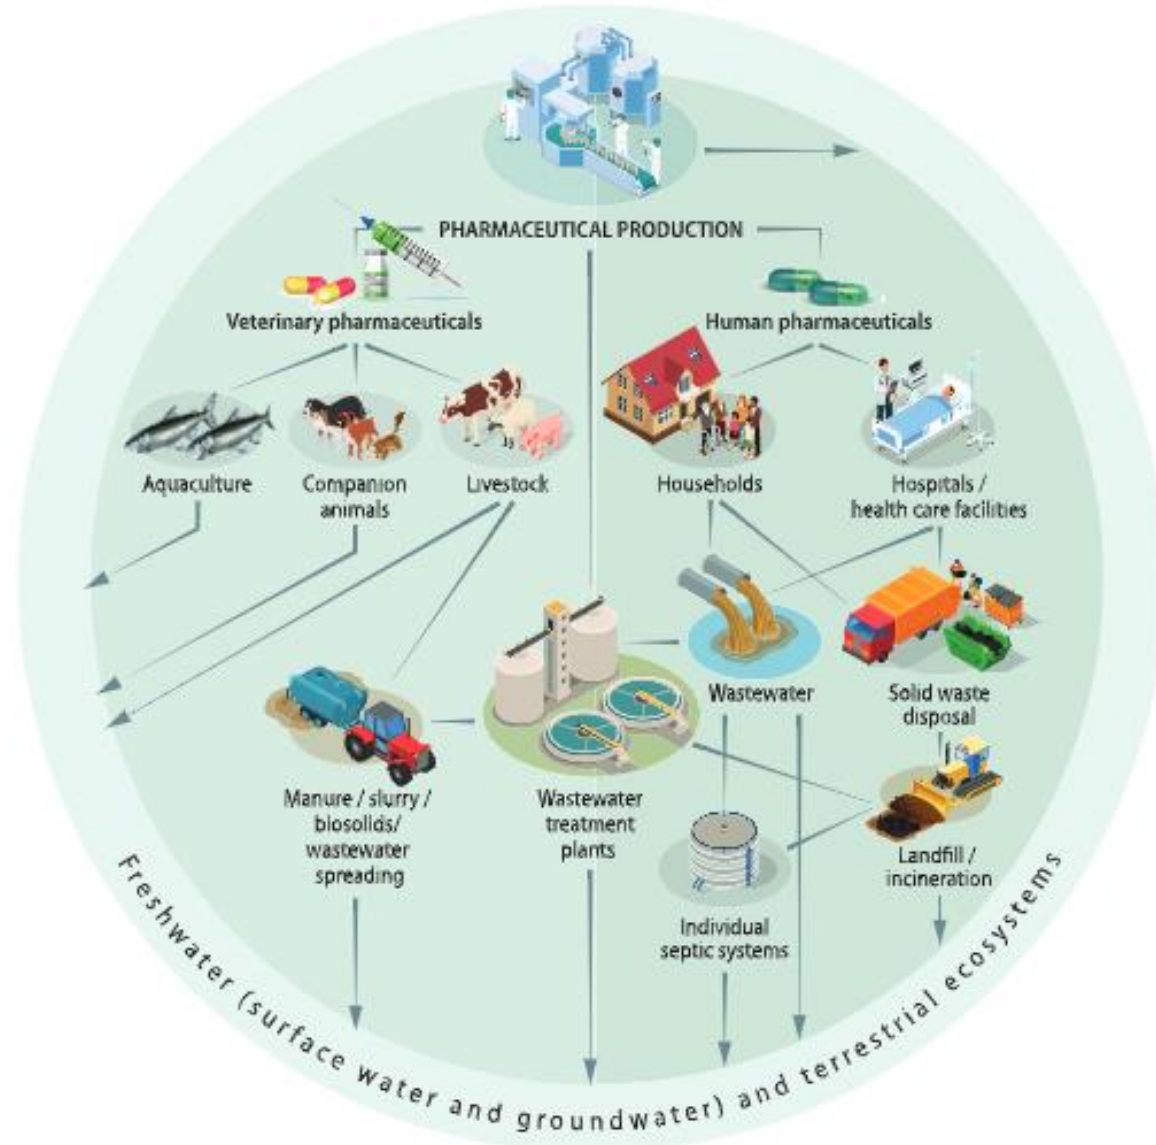 PHARMACEUTICAL PRODUCTION
Veterinary pharmaceuticals
Human pharmaceuticals
Aquaculture
Companion
animals
Livestock
Households
Hospitals /
health care facilities
Manure / slurry /
biosolids/
wastewater
spreading
Wastewater
treatment
plants
Wastewater
Solid waste
disposal
Individual
septic systems
Landfill /
incineration
Freshwater (surface water and groundwater) and terrestrial ecosystems